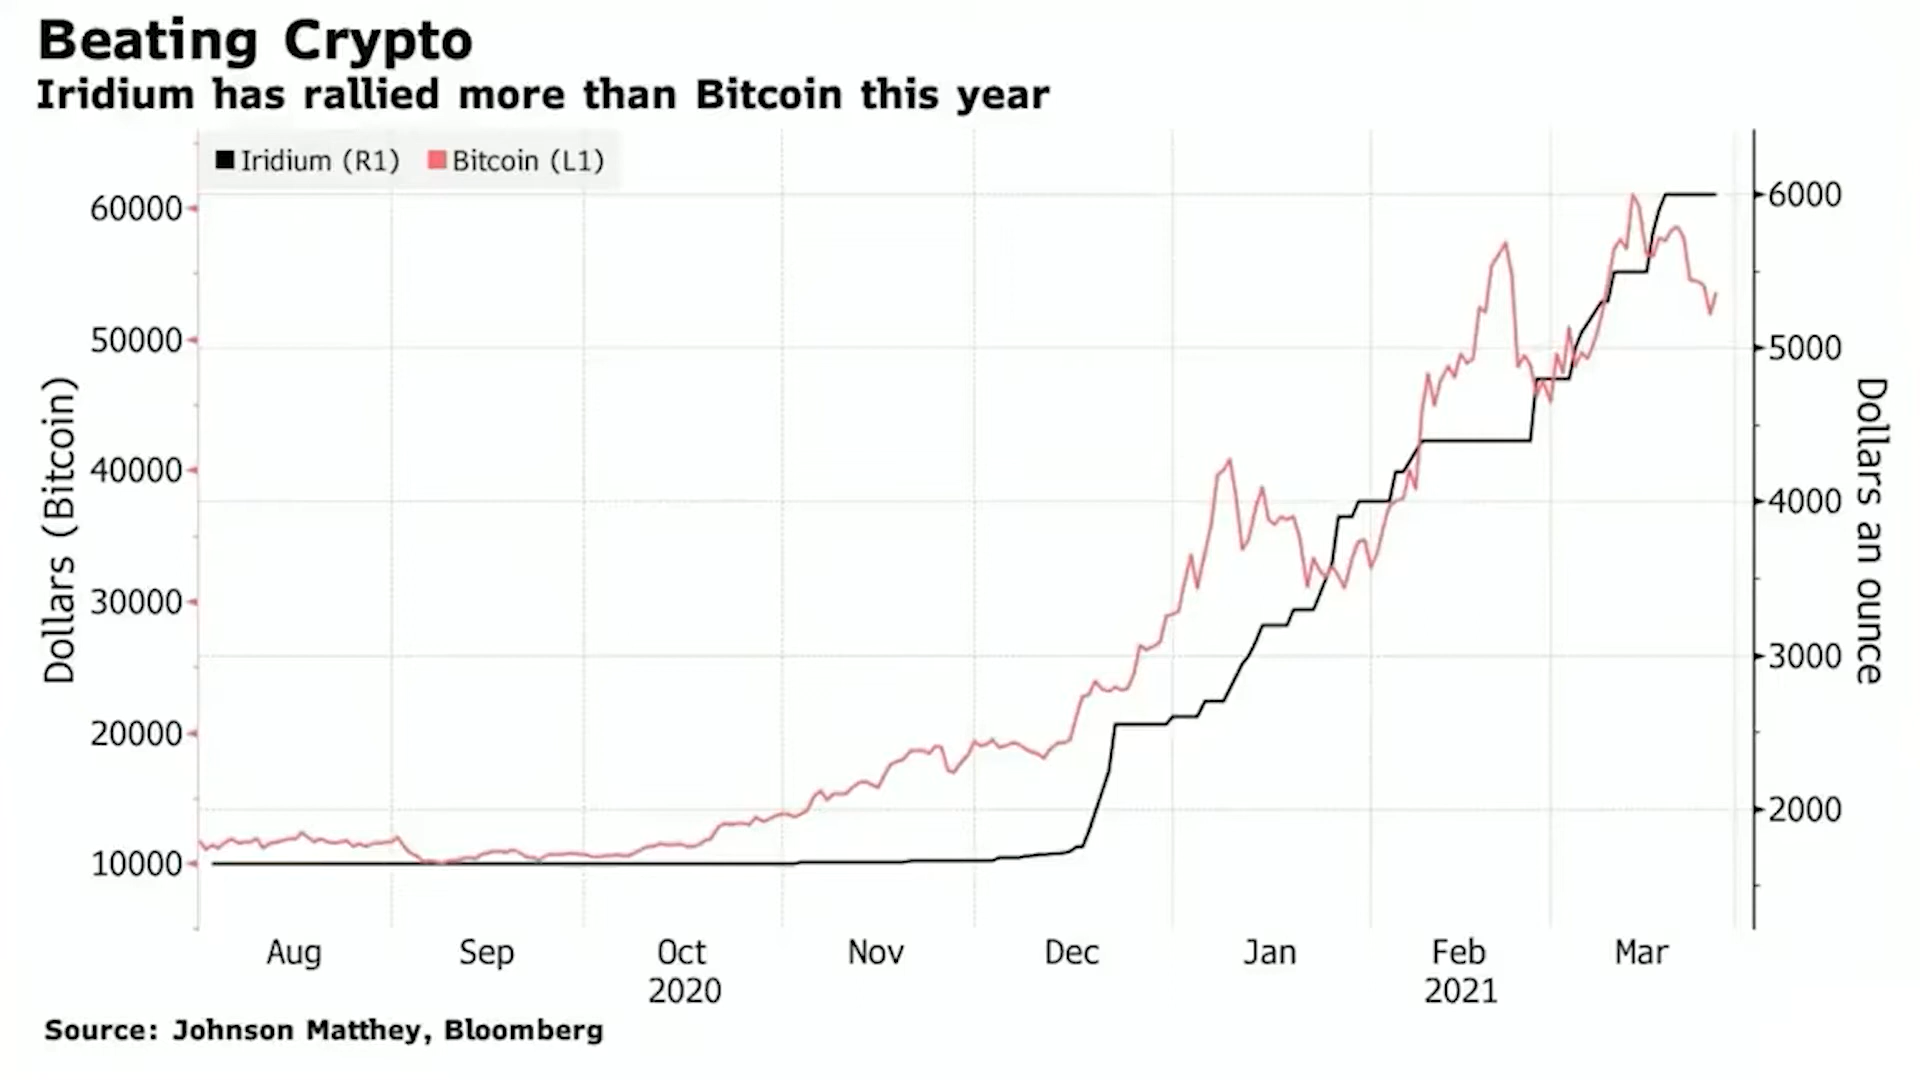 Beating Crypto
Iridium has rallied more than Bitcoin this year
Iridium (R1) Bitcoin (L1)
60000
50000
40000
30000
20000
10000
Dollars (Bitcoin)
6000
5000
4000
3000
2000
Dollars an ounce
Aug Sep Oct Nov Dec Jan Feb Mar
2020 2021
Source: Johnson Matthey, Bloomberg